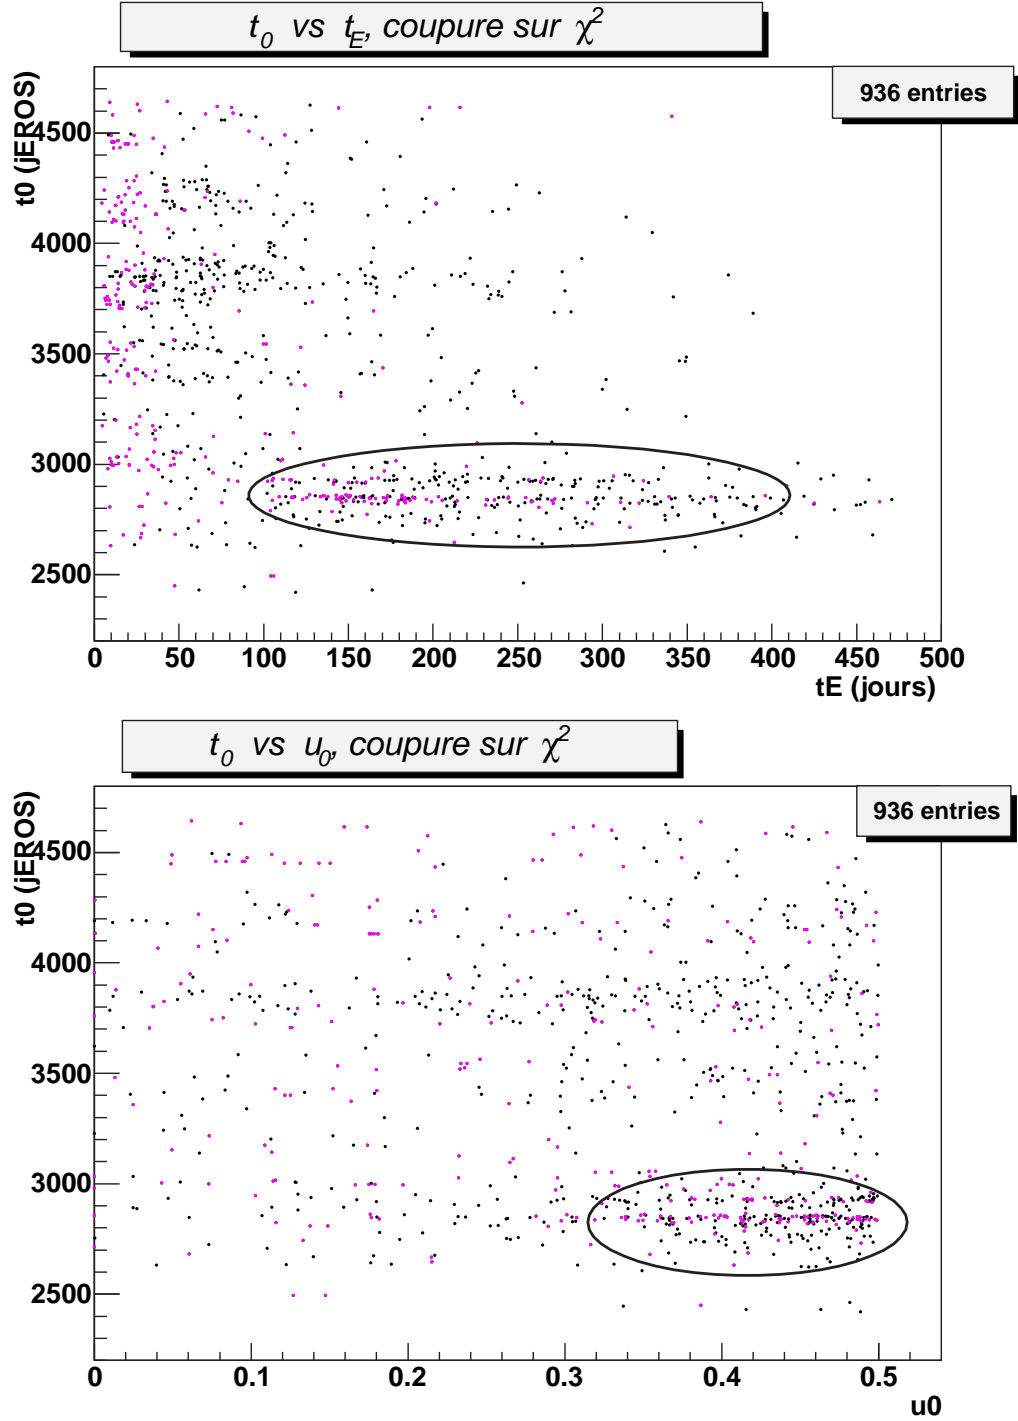 t0 vs tE, coupure sur χ2
936 entries
t0 (jEROS)
4500
4000
3500
3000
2500
0 50 100 150 200 250 300 350 400 450 500
tE (jours)
t0 vs u0, coupure sur χ2
936 entries
t0 (jEROS)
4500
4000
3500
3000
2500
0 0.1 0.2 0.3 0.4 0.5
u0